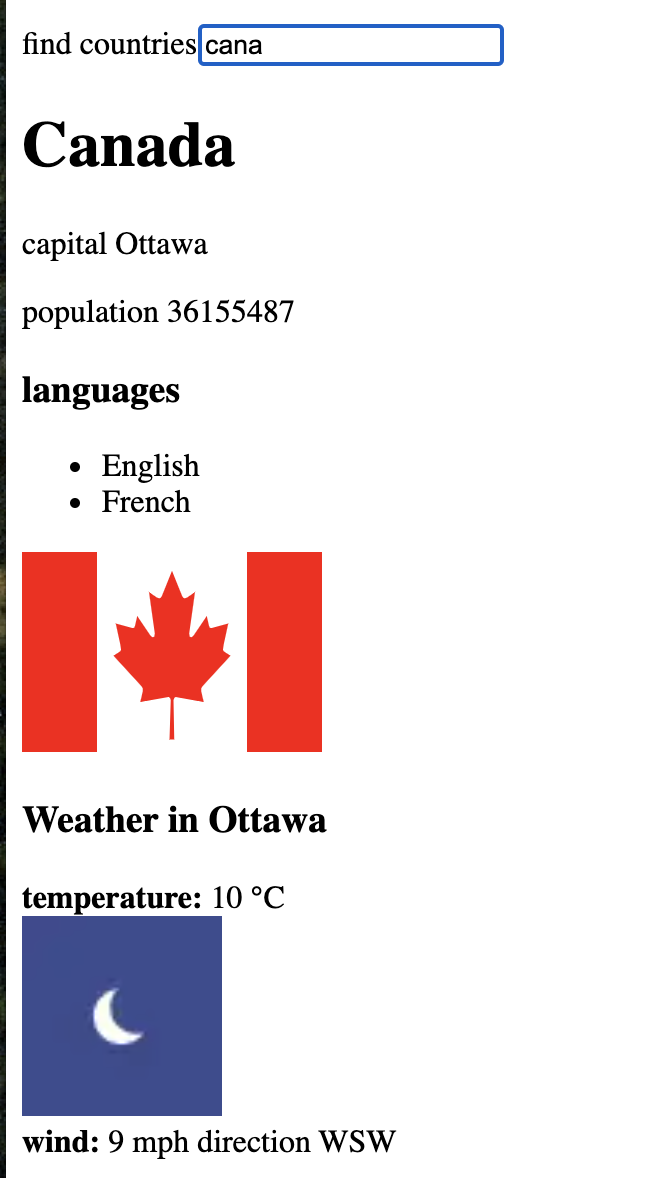 find countries cana
Canada
capital Ottawa
population 36155487
languages
• English
• French
Weather in Ottawa
temperature: 10 °C
wind: 9 mph direction WSW